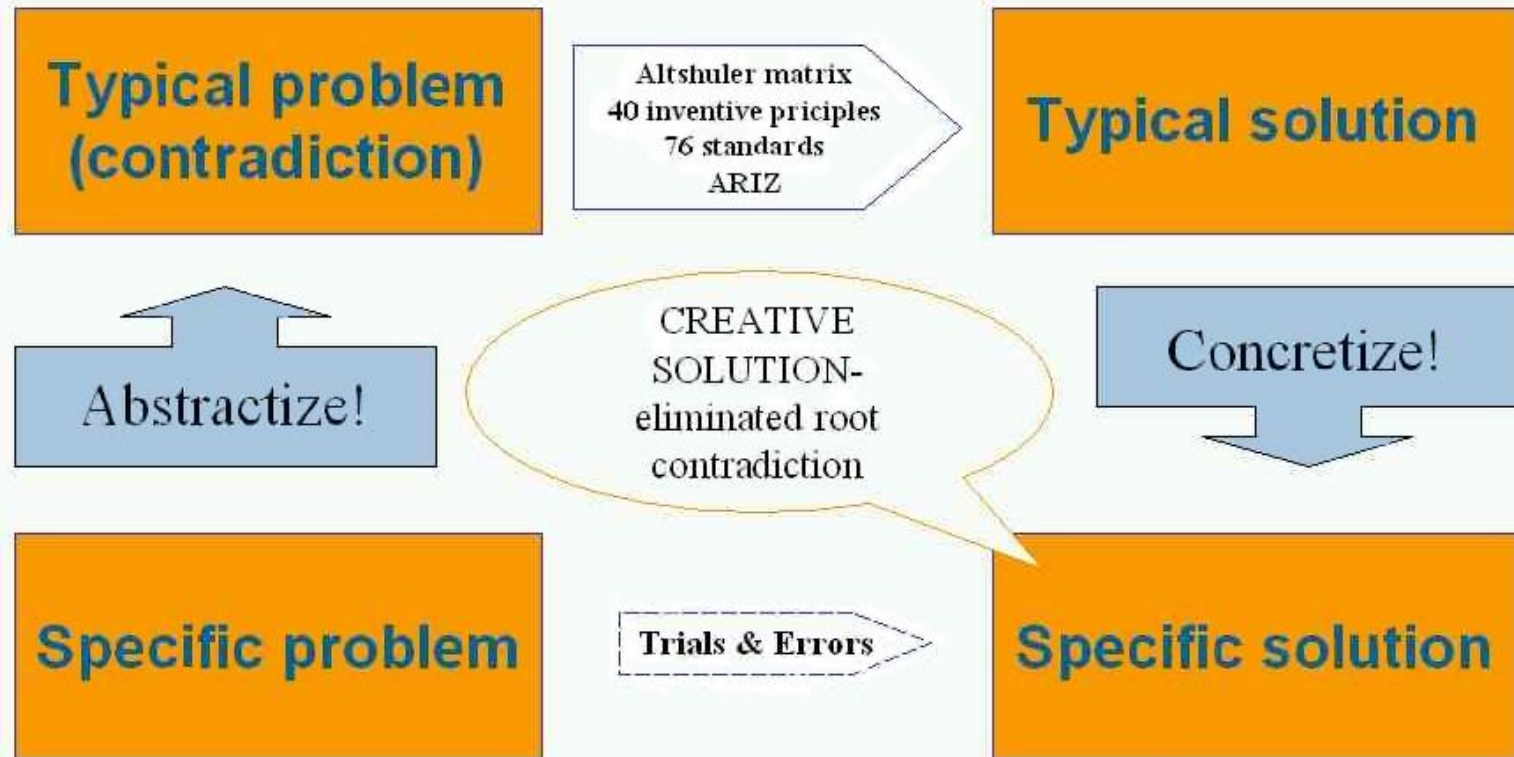 Typical problem
(contradiction)
Altshuler matrix
40 inventive priciples
76 standards
ARIZ
Typical solution
Abstractize!
CREATIVE
SOLUTION-
eliminated root
contradiction
Concretize!
Specific problem
Trials & Errors
Specific solution